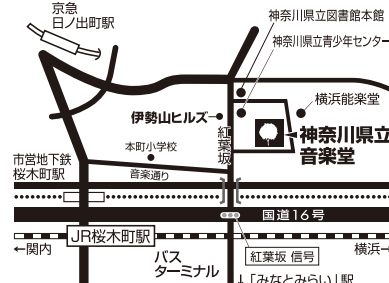 京急
日ノ出町駅
神奈川県立図書館本館
神奈川県立青少年センター
横浜能楽堂
伊勢山ヒルズ
紅葉坂
神奈川県立
音楽堂
本町小学校
音楽通り
市営地下鉄
桜木町駅
国道16号
JR桜木町駅
←関内
横浜→
バス
ターミナル
紅葉坂 信号
↓「みなとみらい」駅